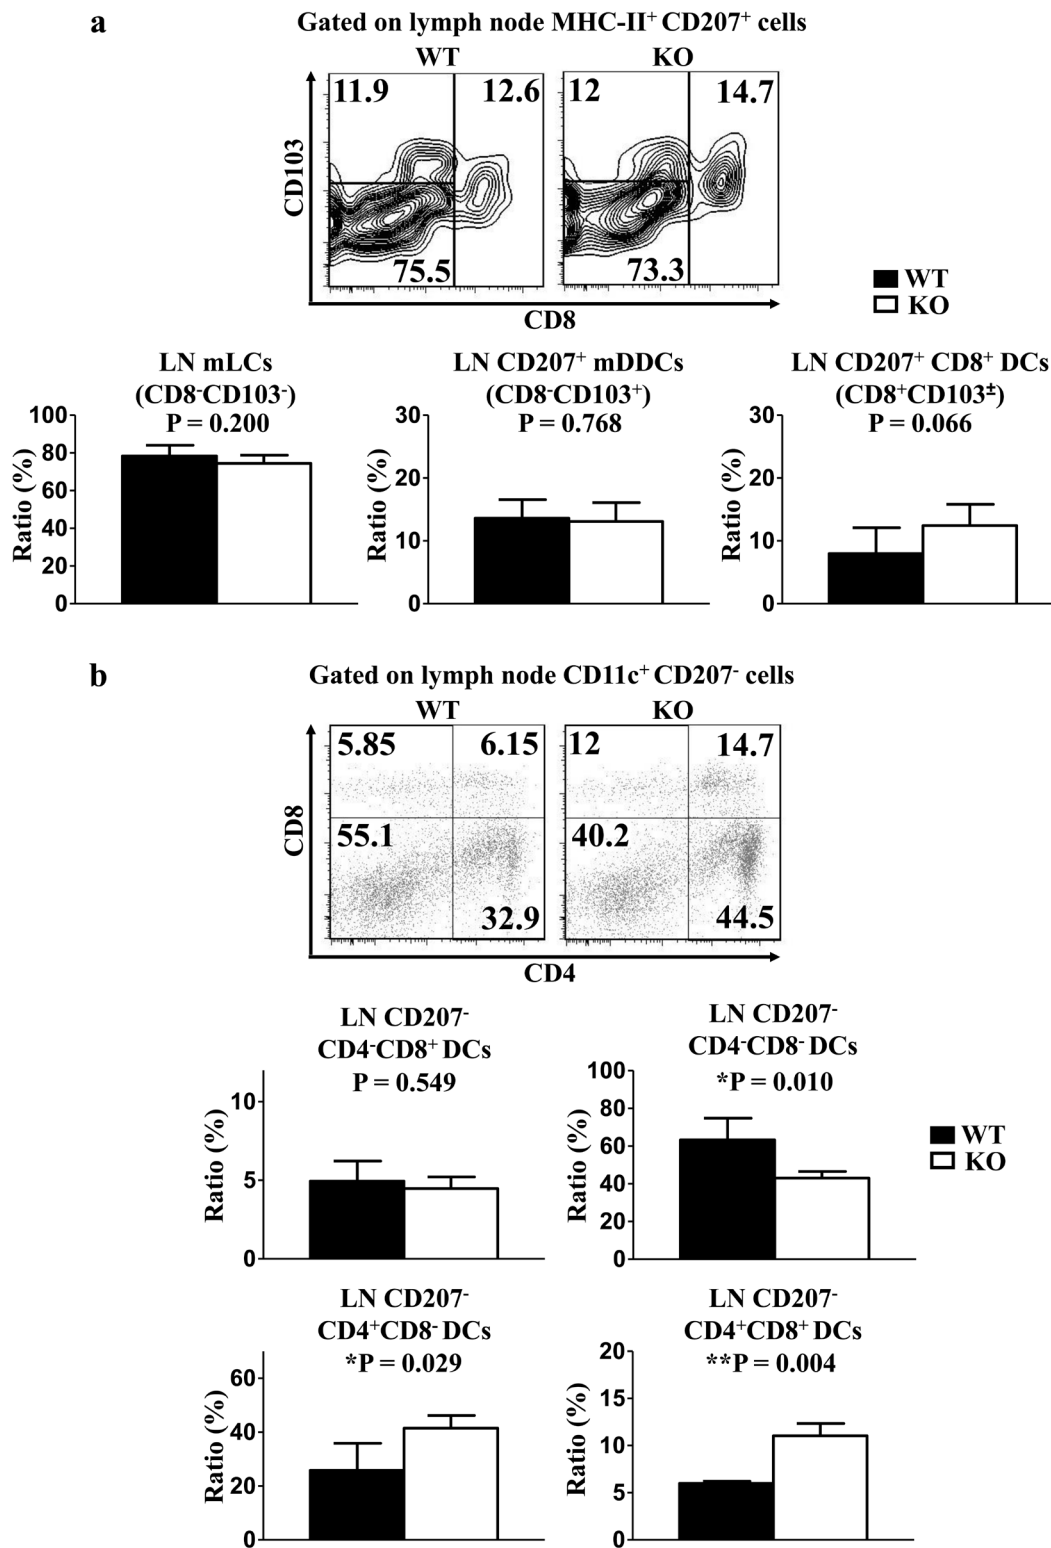 a
Gated on lymph node MHC-II⁺ CD207⁺ cells
WT
KO
11.9
12.6
12
14.7
CD103
75.5
73.3
CD8
WT
KO
LN mLCs
(CD8⁻CD103⁻)
P = 0.200
100
80
60
40
20
0
Ratio (%)
LN CD207⁺ mDDCs
(CD8⁻CD103⁺)
P = 0.768
30
20
10
0
Ratio (%)
LN CD207⁺ CD8⁺ DCs
(CD8⁺CD103±)
P = 0.066
30
20
10
0
Ratio (%)
b
Gated on lymph node CD11c⁺ CD207⁻ cells
WT
KO
5.85
6.15
12
14.7
CD8
55.1
40.2
32.9
44.5
CD4
LN CD207⁻
CD4⁻CD8⁺ DCs
P = 0.549
10
5
0
Ratio (%)
LN CD207⁻
CD4⁻CD8⁻ DCs
*P = 0.010
100
80
60
40
20
0
Ratio (%)
WT
KO
LN CD207⁻
CD4⁺CD8⁻ DCs
*P = 0.029
60
40
20
0
Ratio (%)
LN CD207⁻
CD4⁺CD8⁺ DCs
**P = 0.004
20
15
10
5
0
Ratio (%)